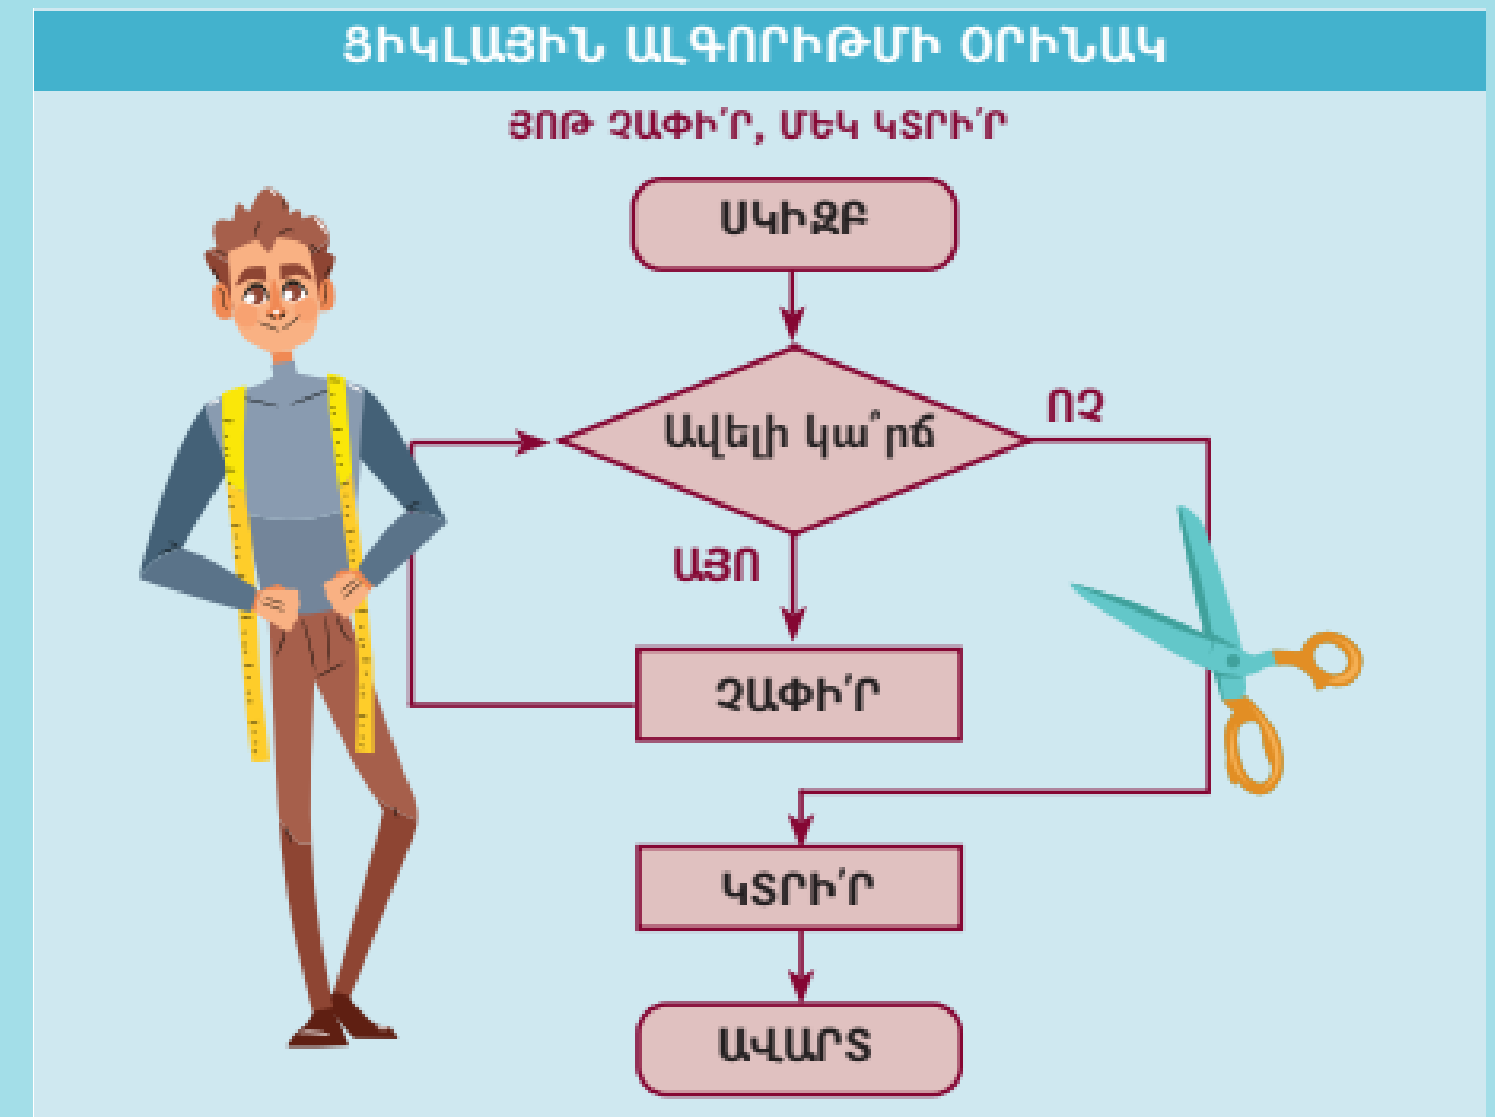 ՑԻԿԼԱՅԻՆ ԱԼԳՈՐԻԹՄԻ ՕՐԻՆԱԿ
ՅՈԹ ՉԱՓԻ՛Ր, ՄԵԿ ԿՏՐԻ՛Ր
ՍԿԻԶԲ
Ավելի կա՞րճ
ՈՉ
ԱՅՈ
ՉԱՓԻ՛Ր
ԿՏՐԻ՛Ր
ԱՎԱՐՏ